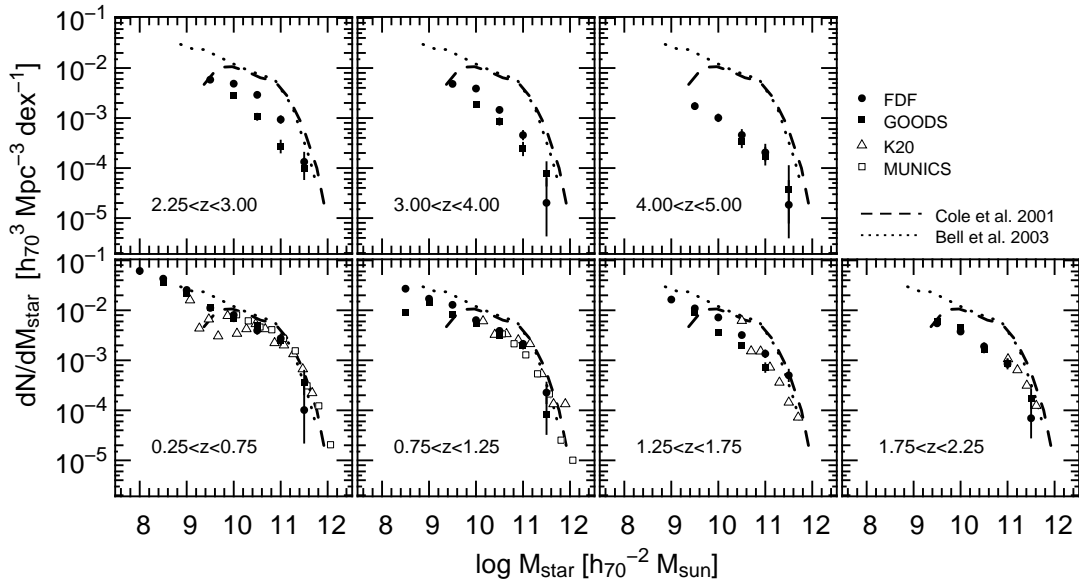 dN/dM_star [h_70^3 Mpc^−3 dex^−1]
10^−1
10^−2
10^−3
10^−4
10^−5
10^−1
10^−2
10^−3
10^−4
10^−5
2.25<z<3.00
3.00<z<4.00
4.00<z<5.00
FDF
GOODS
K20
MUNICS
Cole et al. 2001
Bell et al. 2003
0.25<z<0.75
0.75<z<1.25
1.25<z<1.75
1.75<z<2.25
8 9 10 11 12 8 9 10 11 12 8 9 10 11 12 8 9 10 11 12
log M_star [h_70^−2 M_sun]